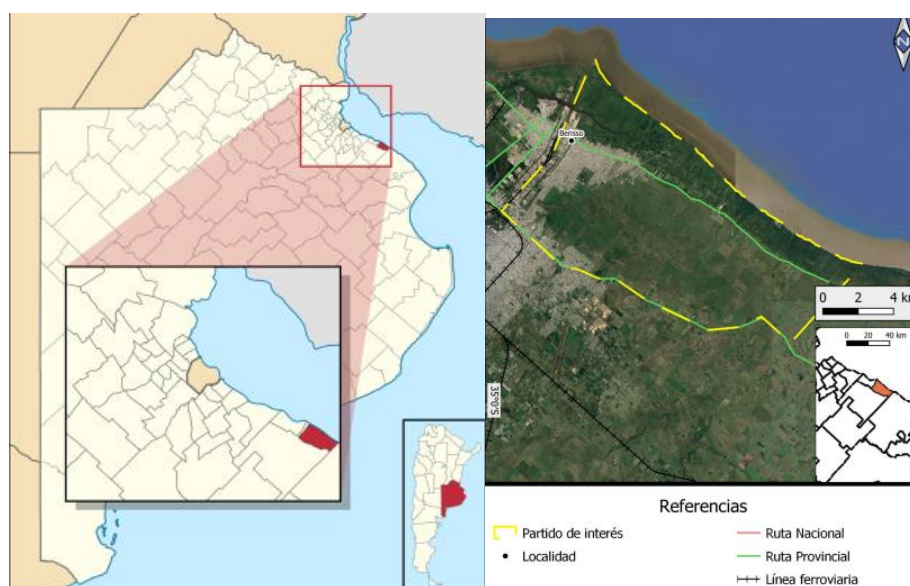 N
Berisso
0 2 4 km
0 20 40 km
35°0'S
Referencias
Partido de interés
Localidad
Ruta Nacional
Ruta Provincial
Línea ferroviaria